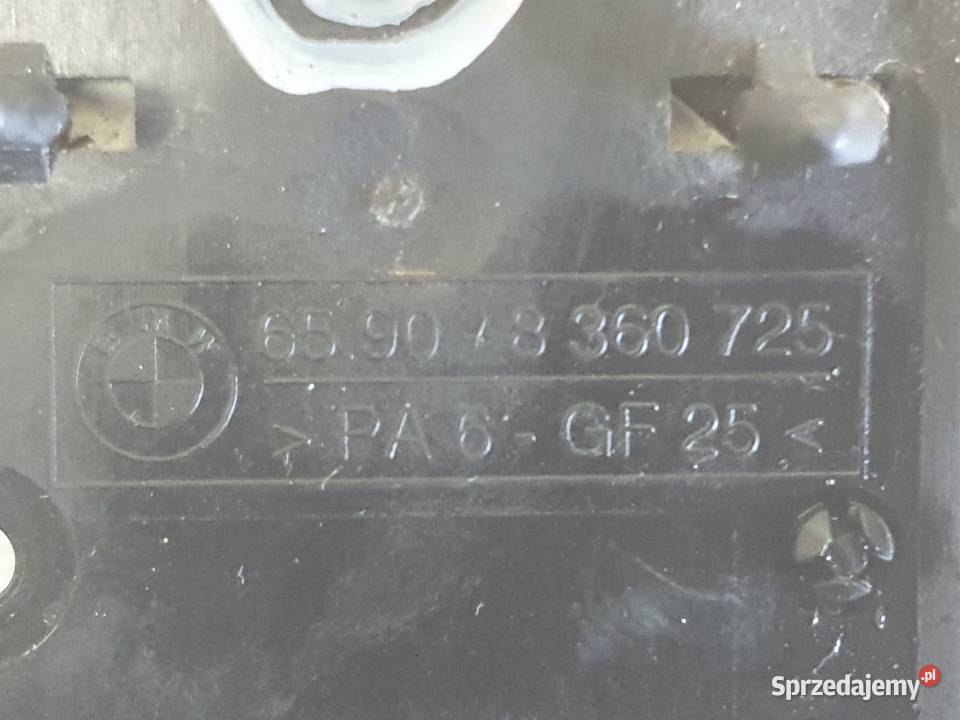 BMW
65.90 - 8 360 725
> PA 6 - GF 25 <
Sprzedajemy.pl